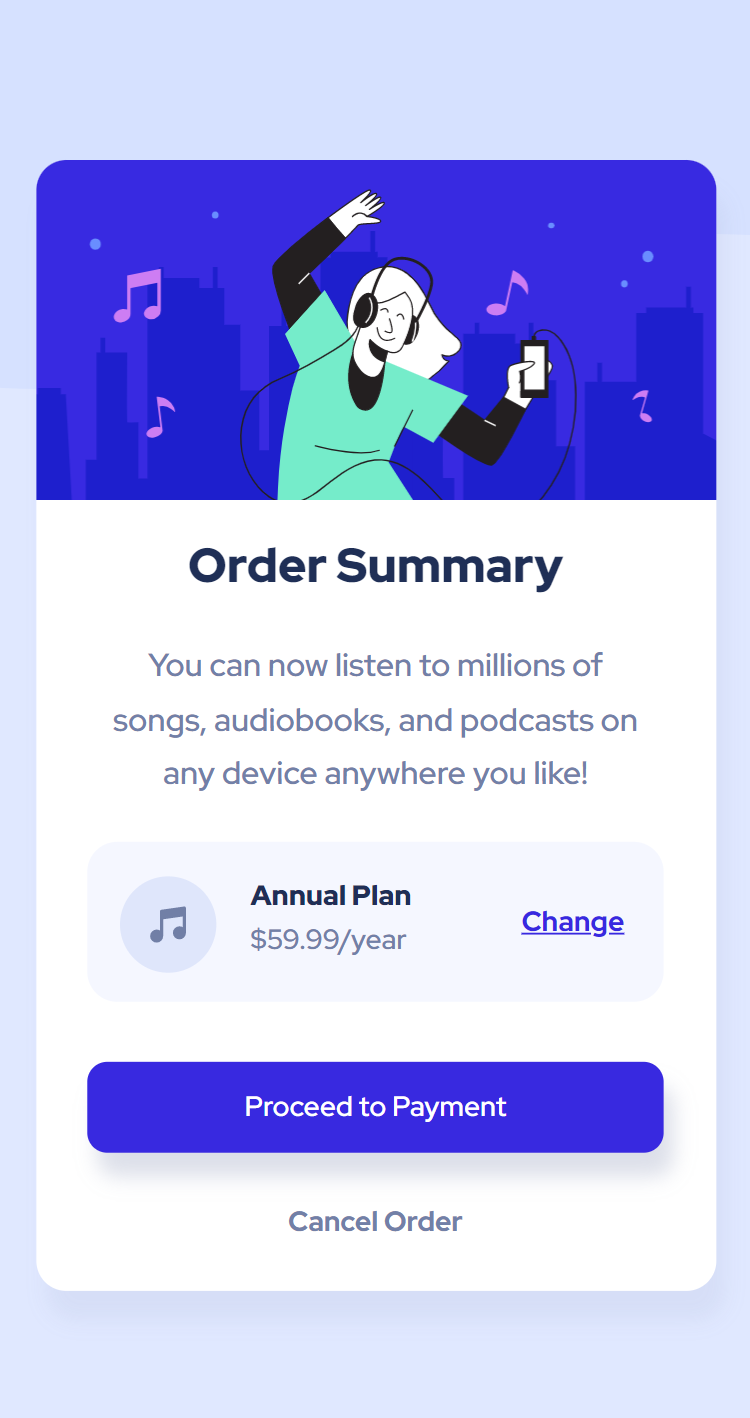 Order Summary
You can now listen to millions of
songs, audiobooks, and podcasts on
any device anywhere you like!
Annual Plan
$59.99/year
Change
Proceed to Payment
Cancel Order